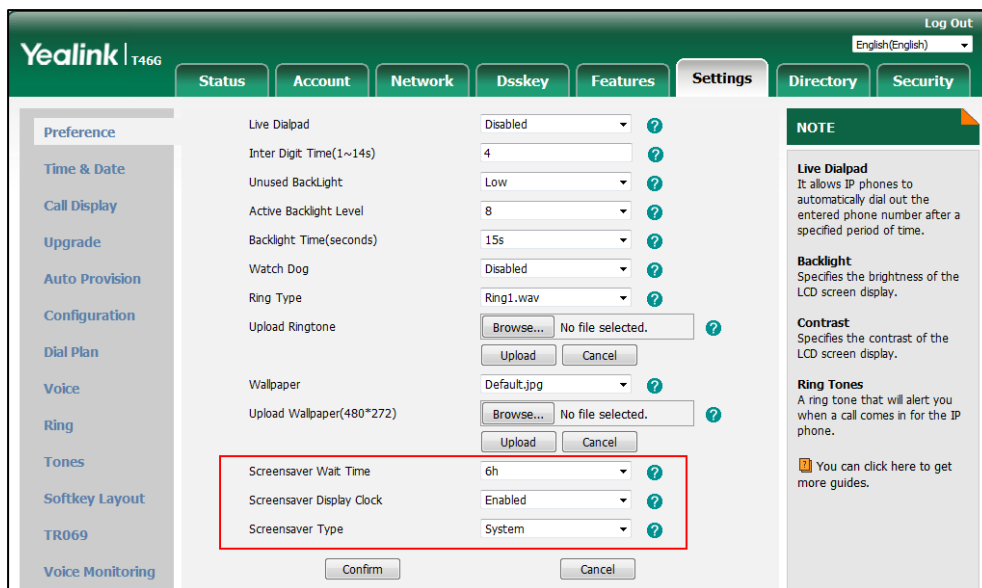 Log Out
Yealink T46G
English(English)
Status Account Network Dsskey Features Settings Directory Security
Preference
Time & Date
Call Display
Upgrade
Auto Provision
Configuration
Dial Plan
Voice
Ring
Tones
Softkey Layout
TR069
Voice Monitoring
Live Dialpad Disabled ?
Inter Digit Time(1~14s) 4 ?
Unused BackLight Low ?
Active Backlight Level 8 ?
Backlight Time(seconds) 15s ?
Watch Dog Disabled ?
Ring Type Ring1.wav ?
Upload Ringtone Browse... No file selected. ?
Upload Cancel
Wallpaper Default.jpg ?
Upload Wallpaper(480*272) Browse... No file selected. ?
Upload Cancel
Screensaver Wait Time 6h ?
Screensaver Display Clock Enabled ?
Screensaver Type System ?
Confirm Cancel
NOTE
Live Dialpad
It allows IP phones to
automatically dial out the
entered phone number after a
specified period of time.
Backlight
Specifies the brightness of the
LCD screen display.
Contrast
Specifies the contrast of the
LCD screen display.
Ring Tones
A ring tone that will alert you
when a call comes in for the IP
phone.
? You can click here to get
more guides.